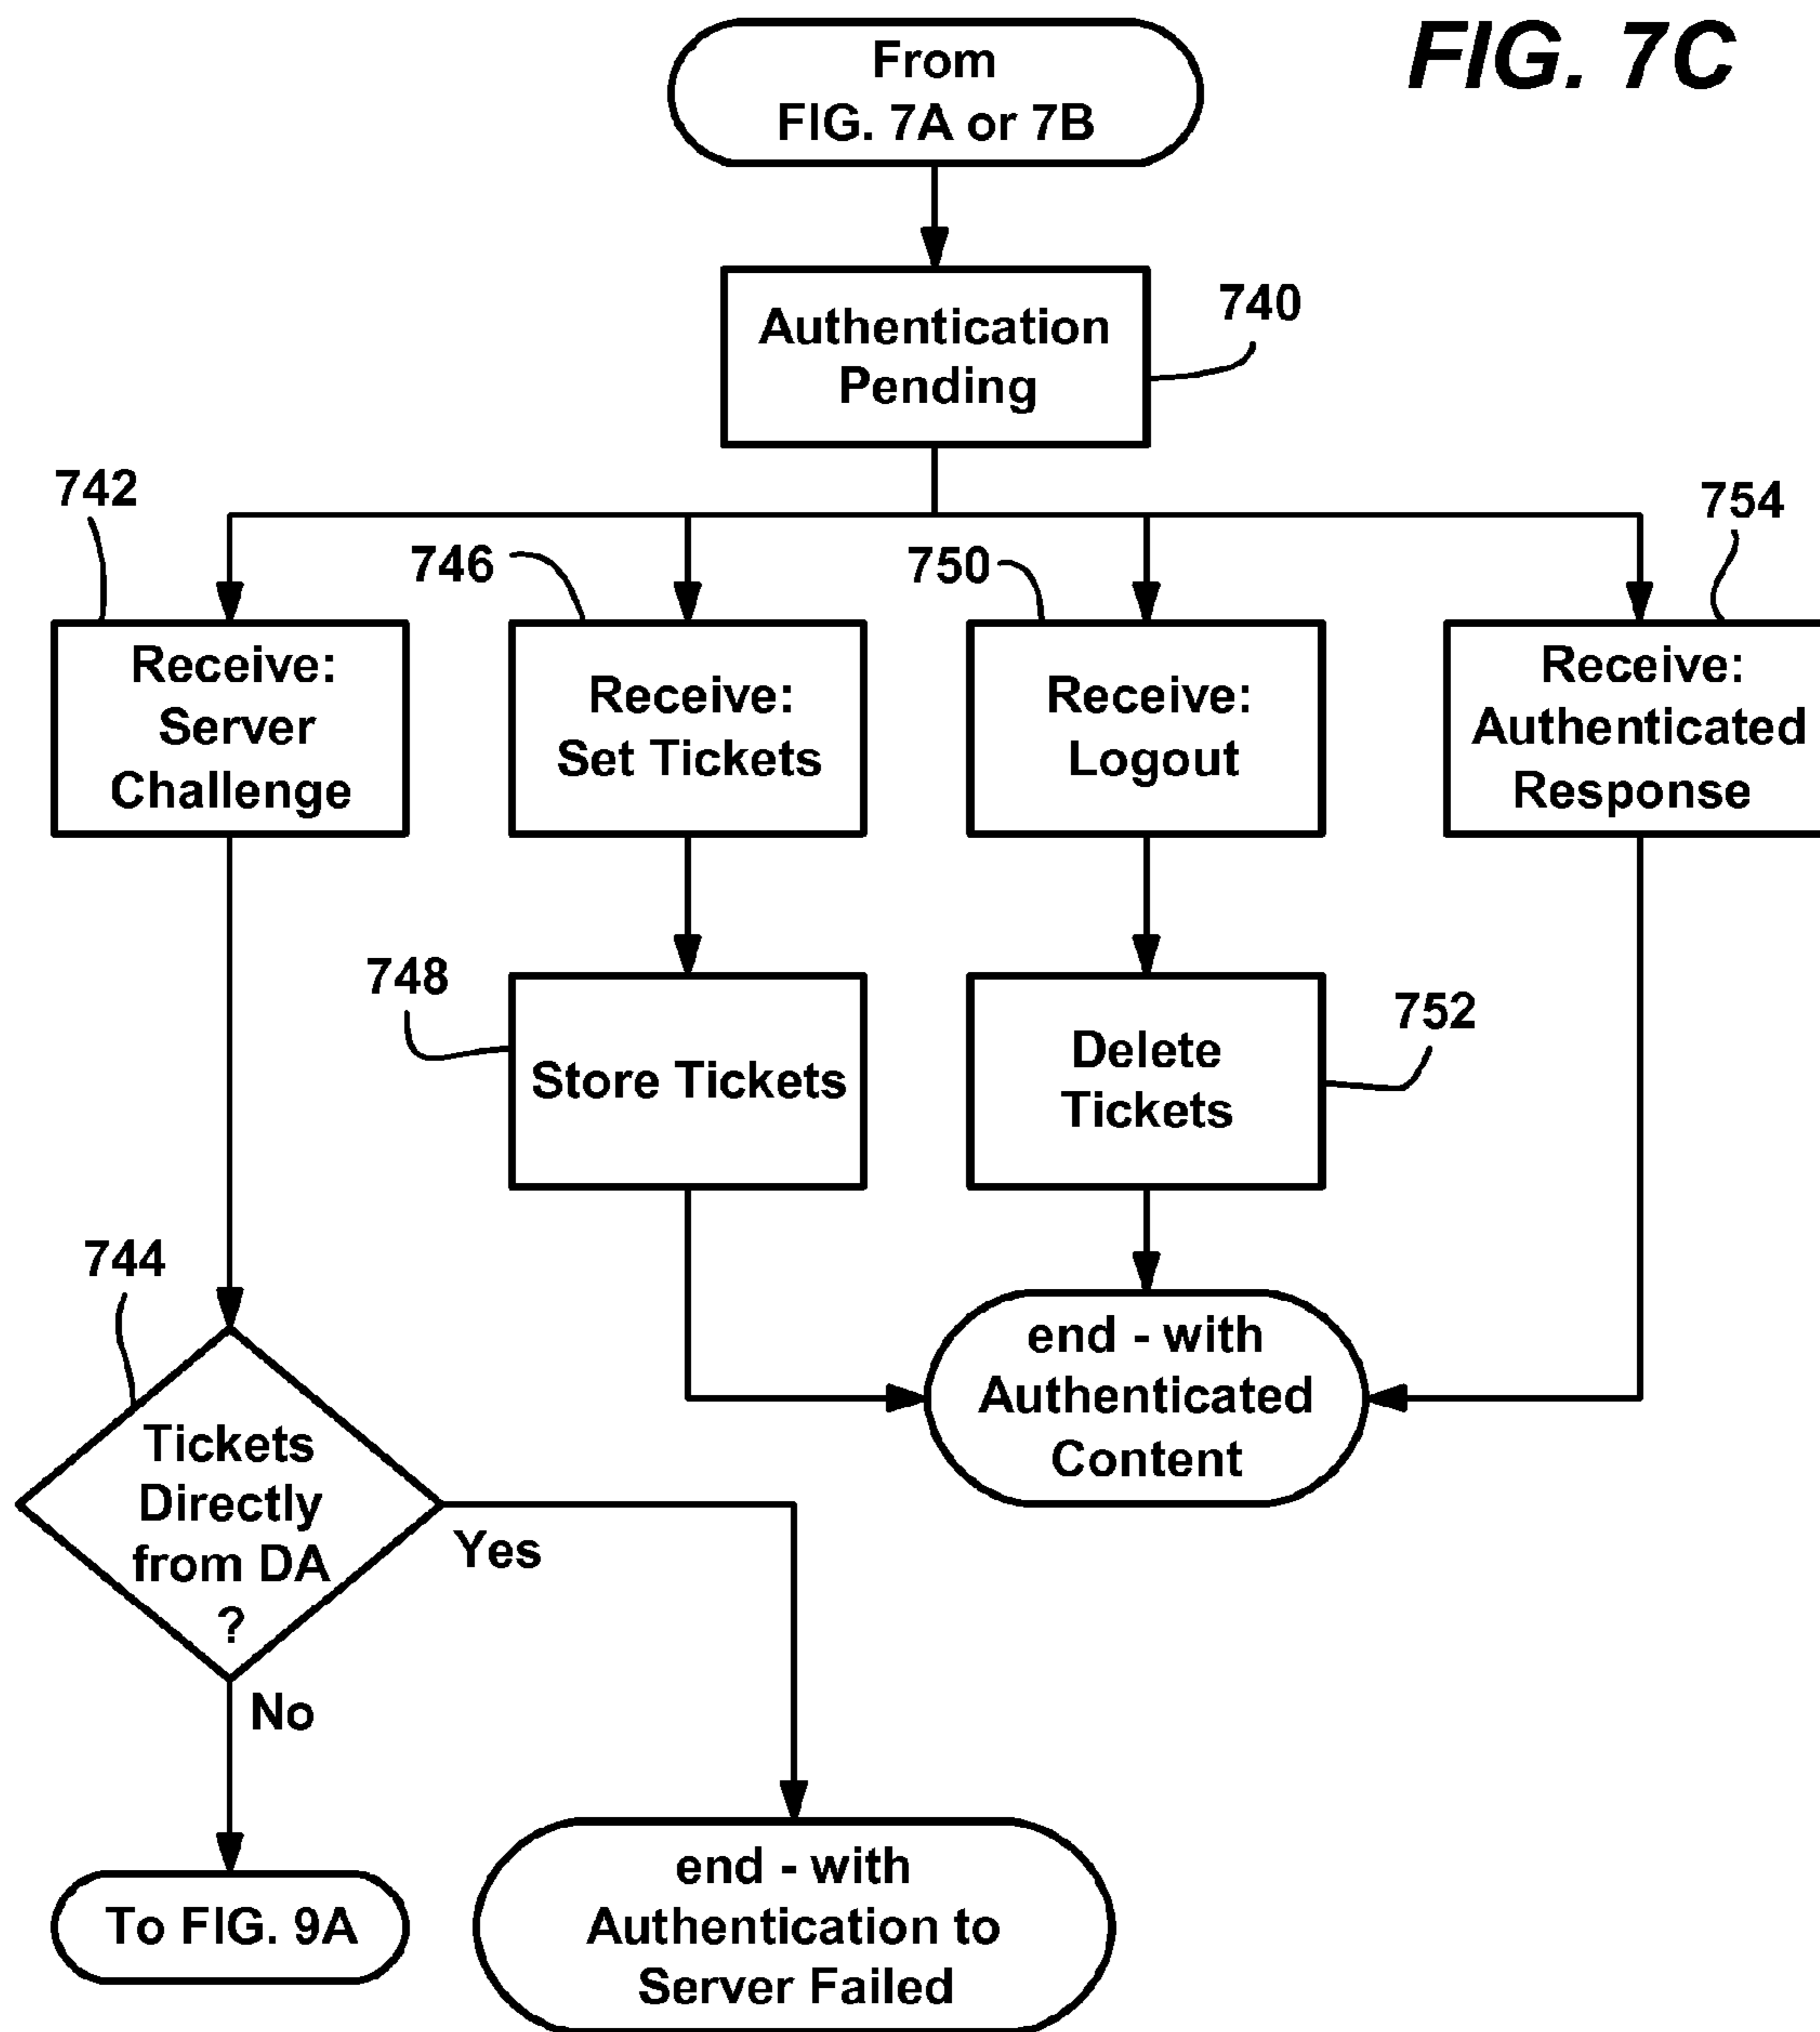 FIG. 7C
From
FIG. 7A or 7B
Authentication
Pending
740
742
746
750
754
Receive:
Server
Challenge
Receive:
Set Tickets
Receive:
Logout
Receive:
Authenticated
Response
748
Store Tickets
Delete
Tickets
752
744
Tickets
Directly
from DA
?
Yes
No
end - with
Authenticated
Content
To FIG. 9A
end - with
Authentication to
Server Failed